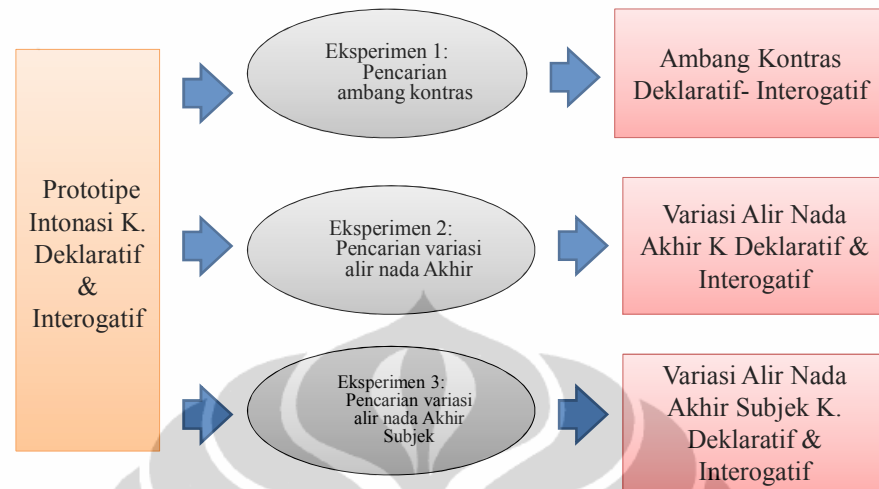 Prototipe
Intonasi K.
Deklaratif
&
Interogatif
Eksperimen 1:
Pencarian
ambang kontras
Ambang Kontras
Deklaratif- Interogatif
Eksperimen 2:
Pencarian variasi
alir nada Akhir
Variasi Alir Nada
Akhir K Deklaratif &
Interogatif
Eksperimen 3:
Pencarian variasi
alir nada Akhir
Subjek
Variasi Alir Nada
Akhir Subjek K.
Deklaratif &
Interogatif